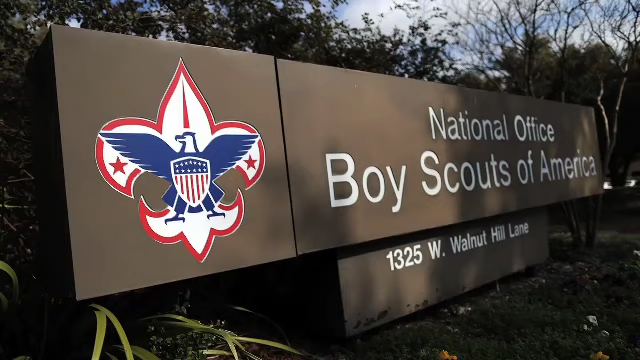 National Office
Boy Scouts of America
1325 W. Walnut Hill Lane